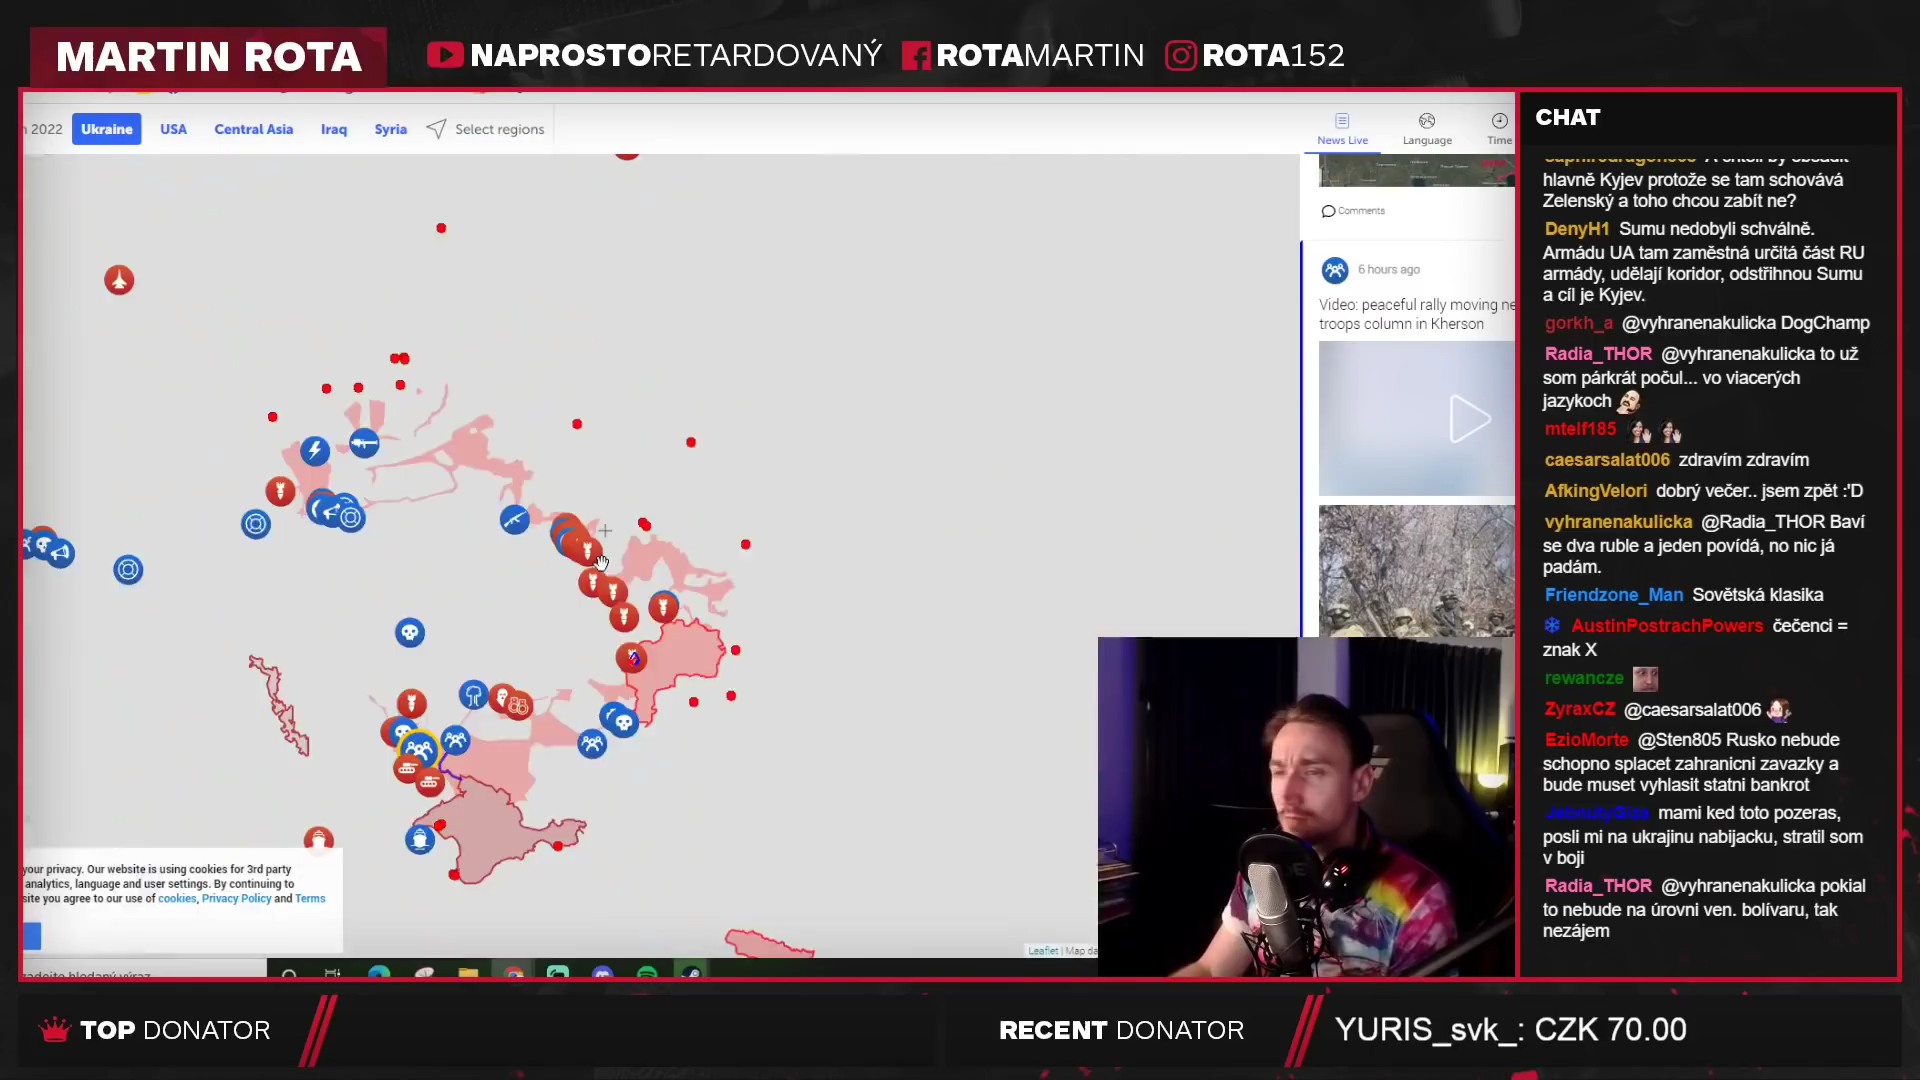 MARTIN ROTA
NAPROSTORETARDOVANÝ
ROTAMARTIN
ROTA152
2022 Ukraine USA Central Asia Iraq Syria Select regions
News Live Language Time
Comments
6 hours ago
Video: peaceful rally moving
troops column in Kherson
your privacy. Our website is using cookies for 3rd party
analytics, language and user settings. By continuing to
site you agree to our use of cookies, Privacy Policy and Terms
Leaflet | Map da
CHAT
hlavně Kyjev protože se tam schovává
Zelenský a toho chcou zabít ne?
DenyH1 Sumu nedobyli schválně.
Armádu UA tam zaměstná určitá část RU
armády, udělají koridor, odstřihnou Sumu
a cíl je Kyjev.
gorkh_a @vyhranenakulicka DogChamp
Radia_THOR @vyhranenakulicka to už
som párkrát počul... vo viacerých
jazykoch
mtelf185
caesarsalat006 zdravím zdravím
AfkingVelori dobrý večer.. jsem zpět :'D
vyhranenakulicka @Radia_THOR Baví
se dva ruble a jeden povídá, no nic já
padám.
Friendzone_Man Sovětská klasika
AustinPostrachPowers čečenci =
znak X
rewancze
ZyraxCZ @caesarsalat006
EzioMorte @Sten805 Rusko nebude
schopno splacet zahranicni zavazky a
bude muset vyhlasit statni bankrot
JebnutyGiza mami ked toto pozeras,
posli mi na ukrajinu nabijacku, stratil som
v boji
Radia_THOR @vyhranenakulicka pokial
to nebude na úrovni ven. bolívaru, tak
nezájem
TOP DONATOR
RECENT DONATOR
YURIS_svk_: CZK 70.00